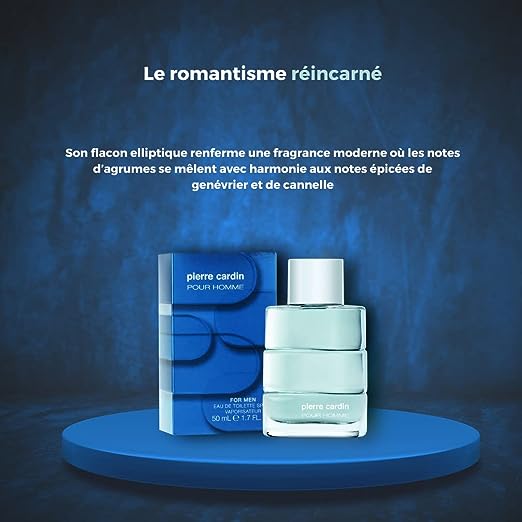 Le romantisme réincarné
Son flacon elliptique renferme une fragrance moderne où les notes
d'agrumes se mêlent avec harmonie aux notes épicées de
genévrier et de cannelle
pierre cardin
POUR HOMME
FOR MEN
EAU DE TOILETTE
VAPORISATEUR
50 mL ℮ 1.7 FL.
pierre cardin
POUR HOMME